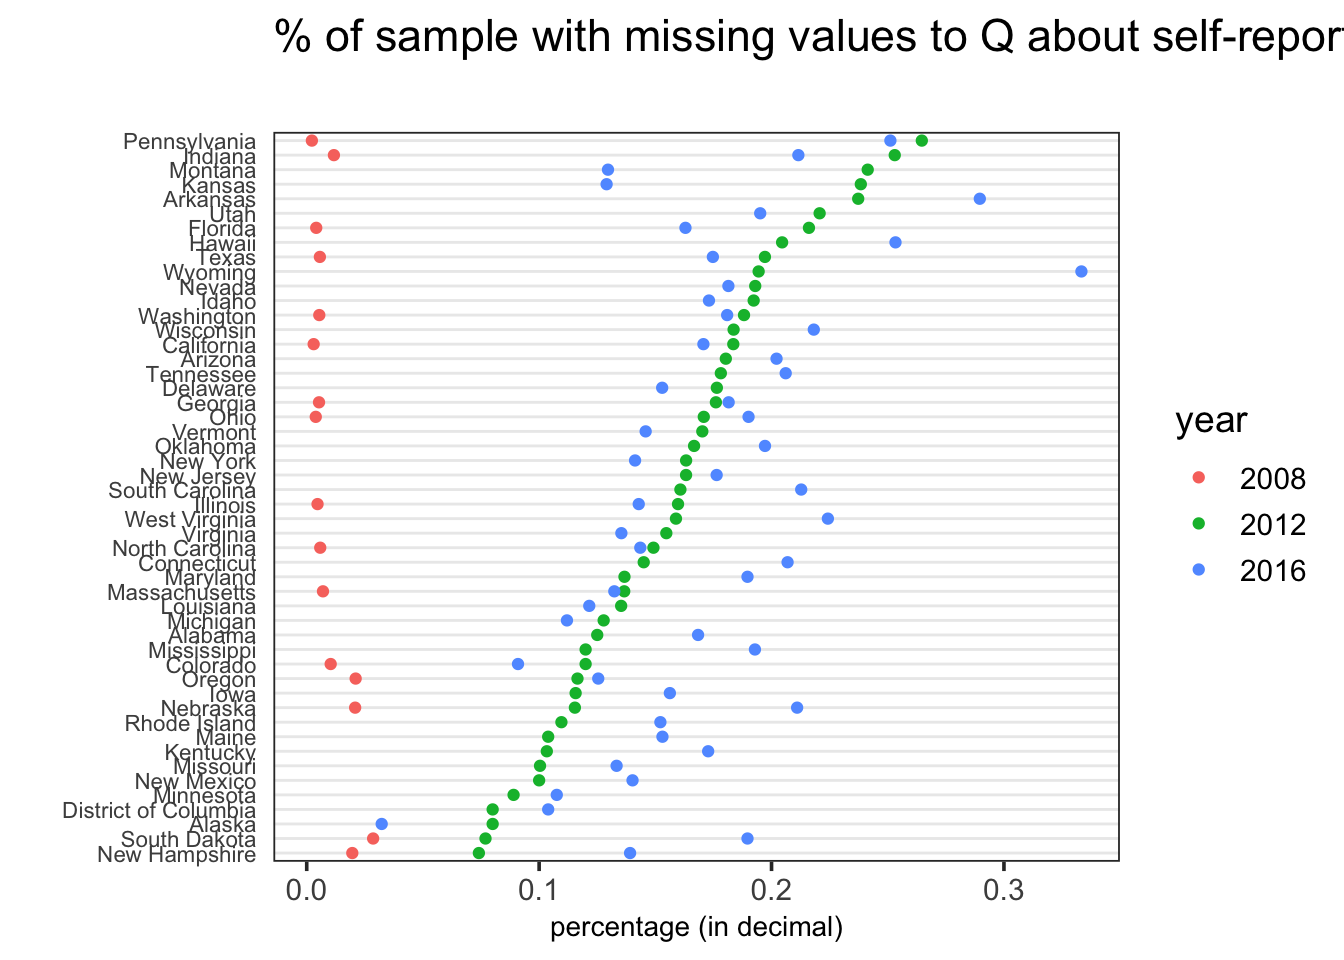 % of sample with missing values to Q about self-report
Pennsylvania
Indiana
Montana
Kansas
Arkansas
Utah
Florida
Hawaii
Texas
Wyoming
Nevada
Idaho
Washington
Wisconsin
California
Arizona
Tennessee
Delaware
Georgia
Ohio
Vermont
Oklahoma
New York
New Jersey
South Carolina
Illinois
West Virginia
Virginia
North Carolina
Connecticut
Maryland
Massachusetts
Louisiana
Michigan
Alabama
Mississippi
Colorado
Oregon
Iowa
Nebraska
Rhode Island
Maine
Kentucky
Missouri
New Mexico
Minnesota
District of Columbia
Alaska
South Dakota
New Hampshire
0.0 0.1 0.2 0.3
percentage (in decimal)
year
2008
2012
2016